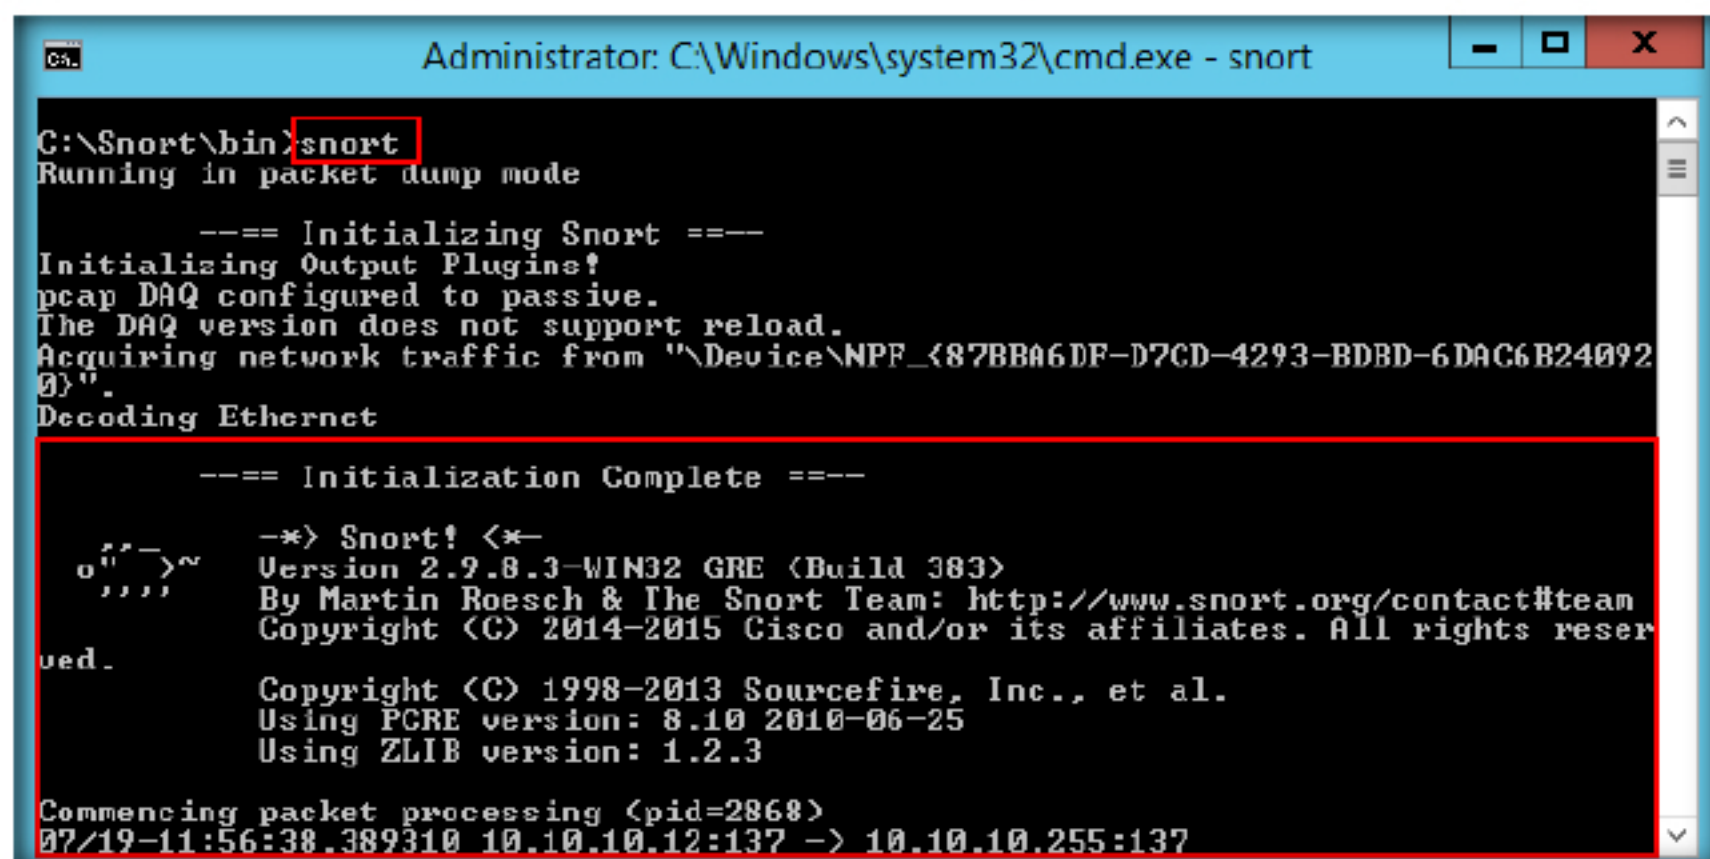 Administrator: C:\Windows\system32\cmd.exe - snort
C:\Snort\bin>snort
Running in packet dump mode
--== Initializing Snort ==--
Initializing Output Plugins!
pcap DAQ configured to passive.
The DAQ version does not support reload.
Acquiring network traffic from "\Device\NPF_{87BBA6DF-D7CD-4293-BDBD-6DAC6B24092
0}".
Decoding Ethernet
--== Initialization Complete ==--
,,_ -*> Snort! <*-
o" )~ Version 2.9.8.3-WIN32 GRE (Build 383)
'''' By Martin Roesch & The Snort Team: http://www.snort.org/contact#team
Copyright (C) 2014-2015 Cisco and/or its affiliates. All rights reser
ved.
Copyright (C) 1998-2013 Sourcefire, Inc., et al.
Using PCRE version: 8.10 2010-06-25
Using ZLIB version: 1.2.3
Commencing packet processing (pid=2868)
07/19-11:56:38.389310 10.10.10.12:137 -> 10.10.10.255:137